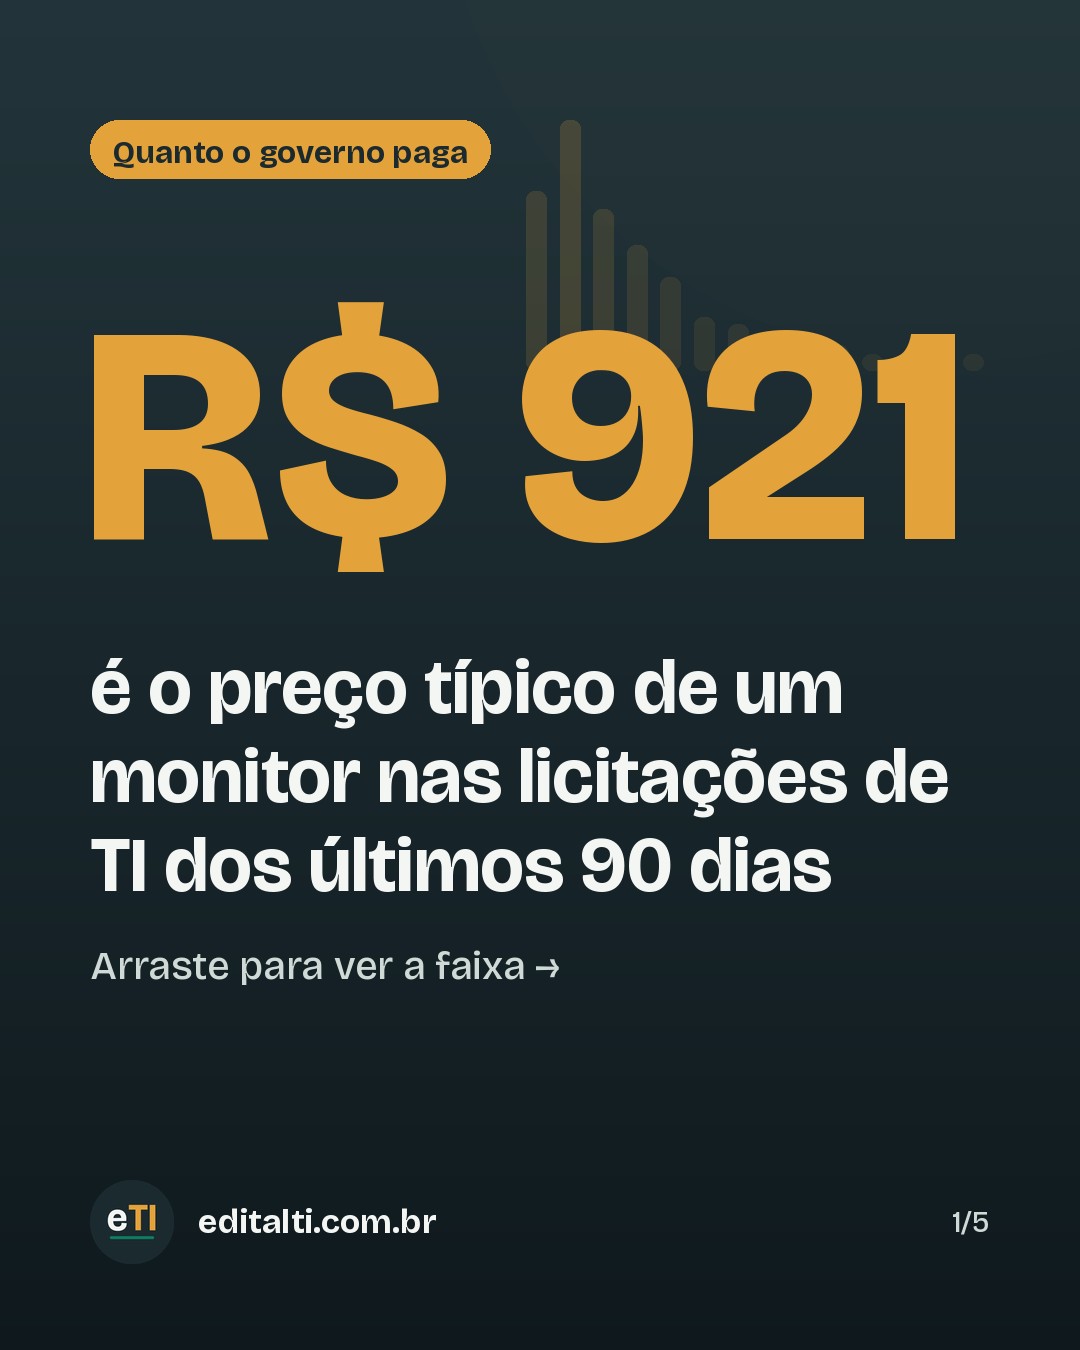 Quanto o governo paga
R$ 921
é o preço típico de um
monitor nas licitações de
TI dos últimos 90 dias
Arraste para ver a faixa →
eTI
editalti.com.br
1/5